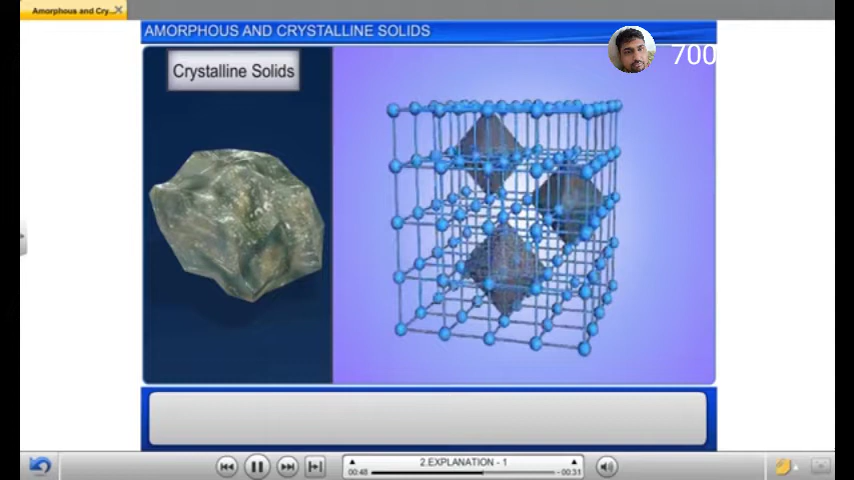 Amorphous and Cry...
AMORPHOUS AND CRYSTALLINE SOLIDS
700
Crystalline Solids
2.EXPLANATION - 1
00:48
- 00:31